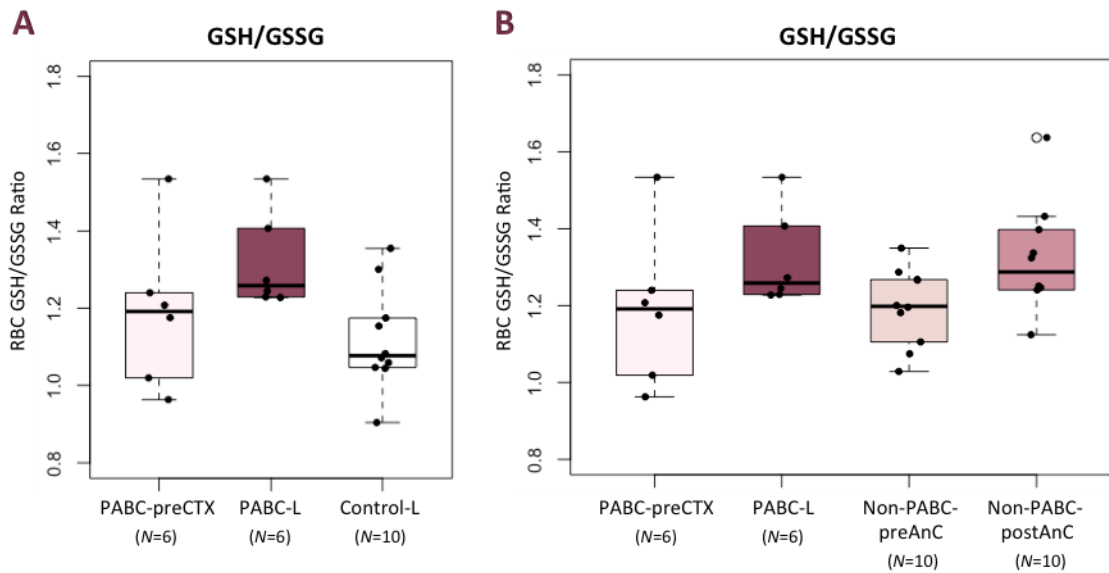 A
GSH/GSSG
RBC GSH/GSSG Ratio
1.8
1.6
1.4
1.2
1.0
0.8
PABC-preCTX
(N=6)
PABC-L
(N=6)
Control-L
(N=10)
B
GSH/GSSG
RBC GSH/GSSG Ratio
1.8
1.6
1.4
1.2
1.0
0.8
PABC-preCTX
(N=6)
PABC-L
(N=6)
Non-PABC-
preAnC
(N=10)
Non-PABC-
postAnC
(N=10)